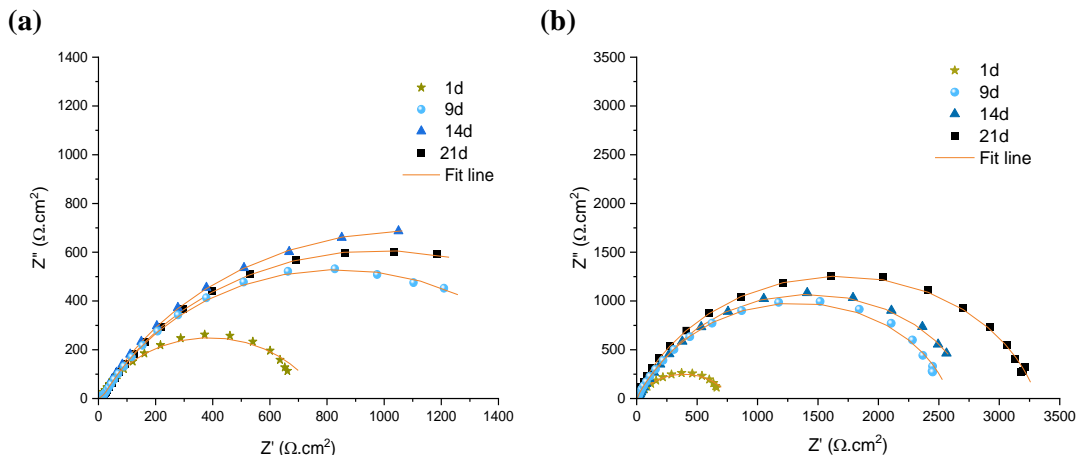 (a)
1400
1200
1000
800
600
400
200
0
0 200 400 600 800 1000 1200 1400
Z" (Ω.cm²)
Z' (Ω.cm²)
1d
9d
14d
21d
Fit line
(b)
3500
3000
2500
2000
1500
1000
500
0
0 500 1000 1500 2000 2500 3000 3500
Z" (Ω.cm²)
Z' (Ω.cm²)
1d
9d
14d
21d
Fit line